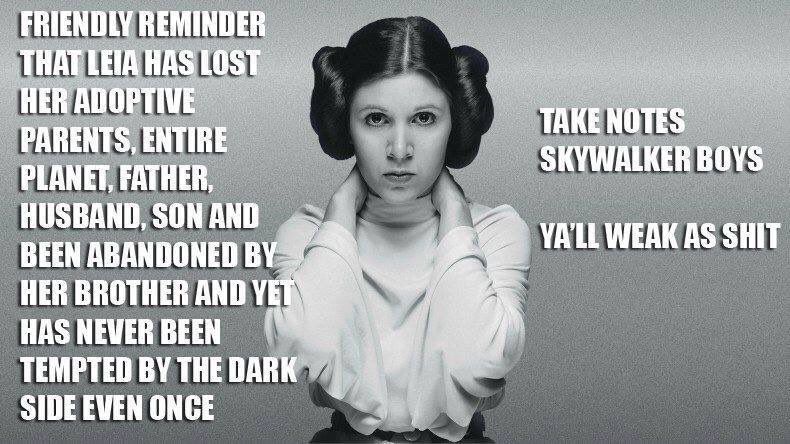 FRIENDLY REMINDER
THAT LEIA HAS LOST
HER ADOPTIVE
PARENTS, ENTIRE
PLANET, FATHER,
HUSBAND, SON AND
BEEN ABANDONED BY
HER BROTHER AND YET
HAS NEVER BEEN
TEMPTED BY THE DARK
SIDE EVEN ONCE
TAKE NOTES
SKYWALKER BOYS
YA'LL WEAK AS SHIT